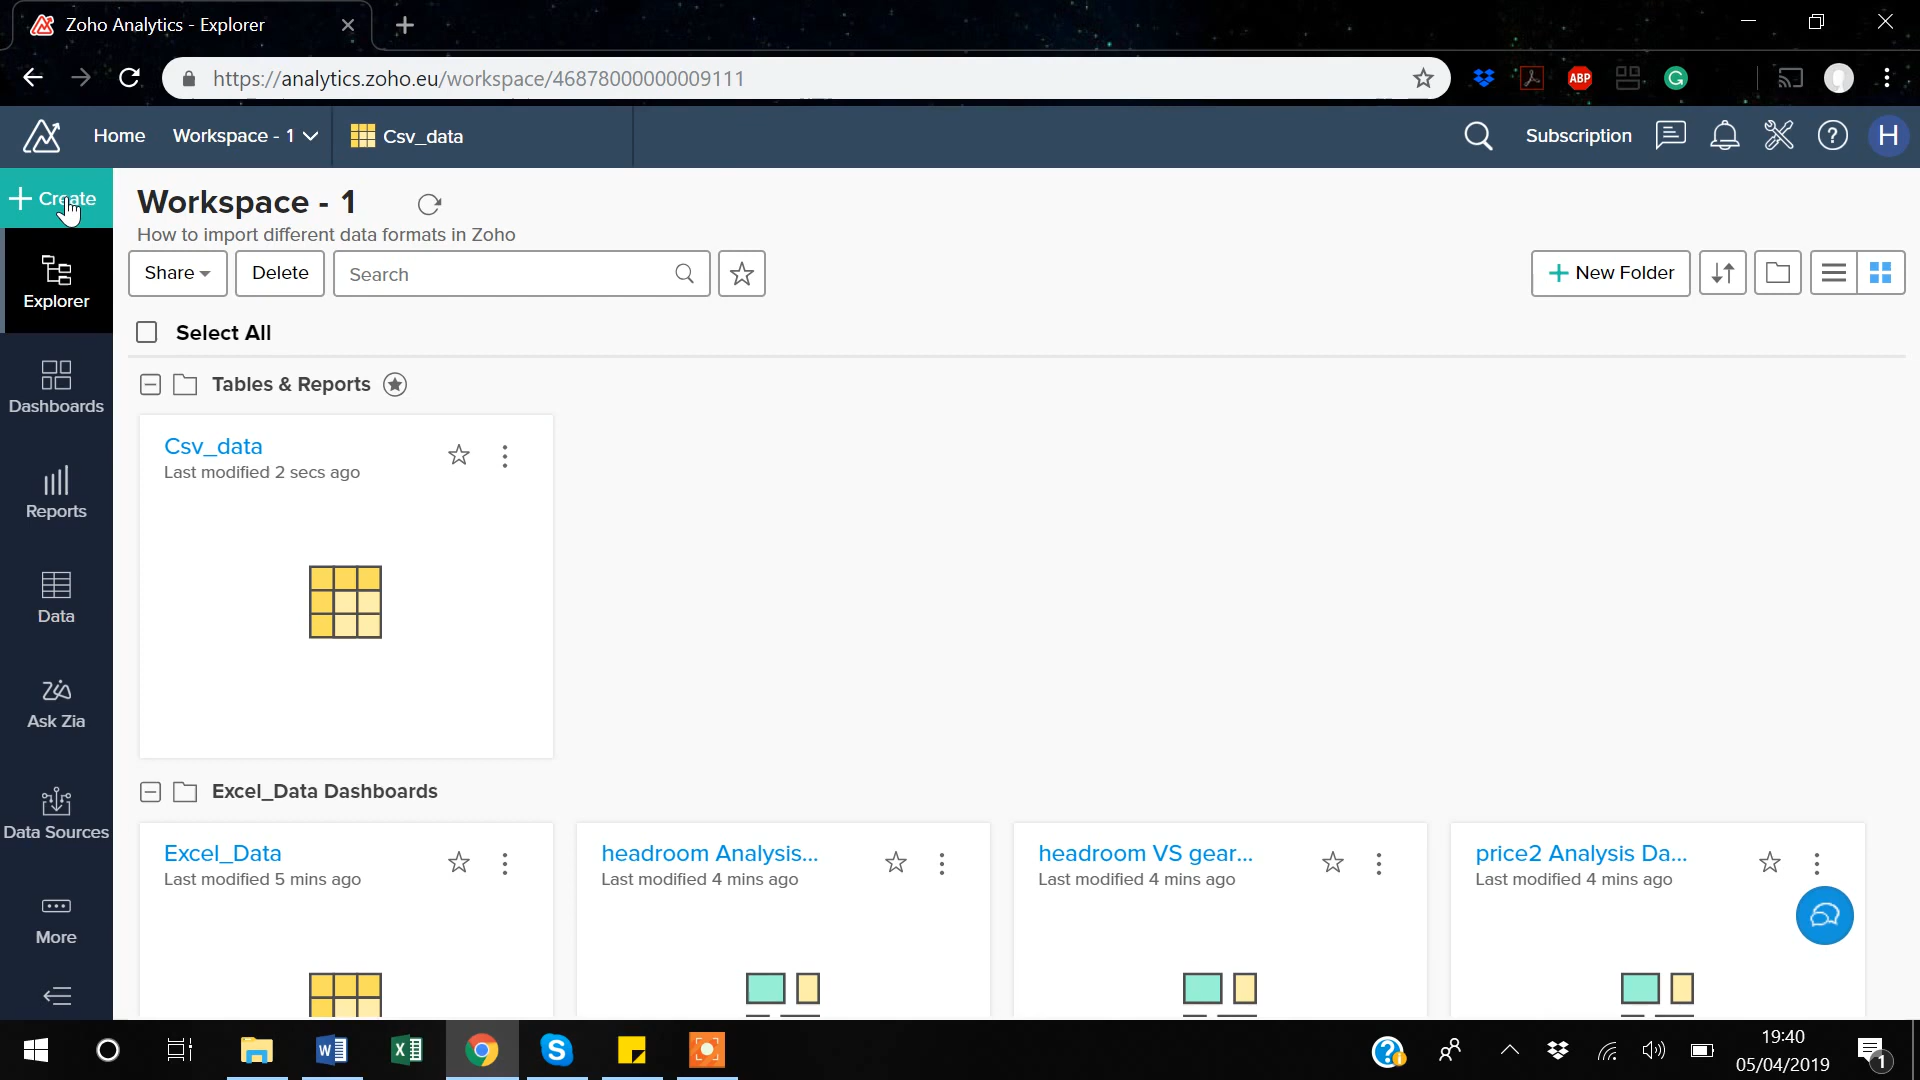 Zoho Analytics - Explorer
https://analytics.zoho.eu/workspace/46878000000009111
ABP
G
Home
Workspace - 1
Csv_data
Subscription
?
H
Create
Workspace - 1
How to import different data formats in Zoho
Share
Delete
Search
New Folder
Explorer
Select All
Dashboards
Tables & Reports
Csv_data
Last modified 2 secs ago
Reports
Data
Ask Zia
Excel_Data Dashboards
Data Sources
Excel_Data
Last modified 5 mins ago
headroom Analysis...
Last modified 4 mins ago
headroom VS gear...
Last modified 4 mins ago
price2 Analysis Da...
Last modified 4 mins ago
More
W
X
S
?
19:40
05/04/2019
1